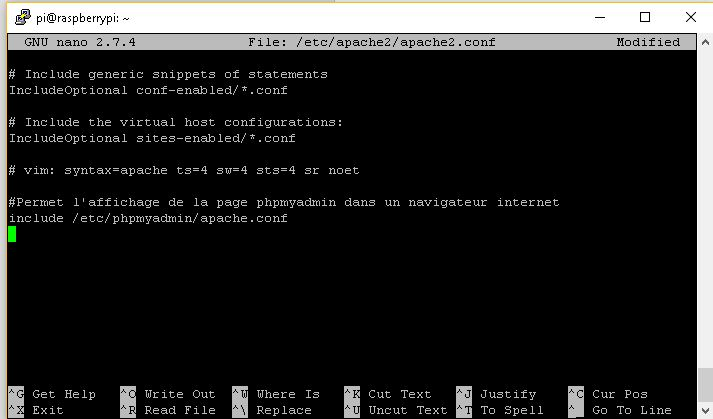 pi@raspberrypi: ~
GNU nano 2.7.4 File: /etc/apache2/apache2.conf Modified
# Include generic snippets of statements
IncludeOptional conf-enabled/*.conf
# Include the virtual host configurations:
IncludeOptional sites-enabled/*.conf
# vim: syntax=apache ts=4 sw=4 sts=4 sr noet
#Permet l'affichage de la page phpmyadmin dans un navigateur internet
include /etc/phpmyadmin/apache.conf
^G Get Help ^O Write Out ^W Where Is ^K Cut Text ^J Justify ^C Cur Pos
^X Exit ^R Read File ^\ Replace ^U Uncut Text ^T To Spell ^_ Go To Line